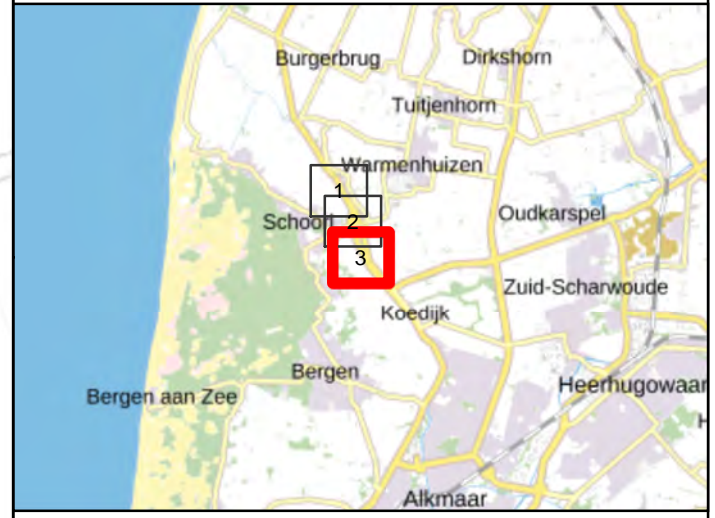 Burgerbrug
Dirkshorn
Tuitjenhorn
Warmenhuizen
1
Schoorl
2
Oudkarspel
3
Zuid-Scharwoude
Koedijk
Bergen
Heerhugowaar
Bergen aan Zee
H
Alkmaar